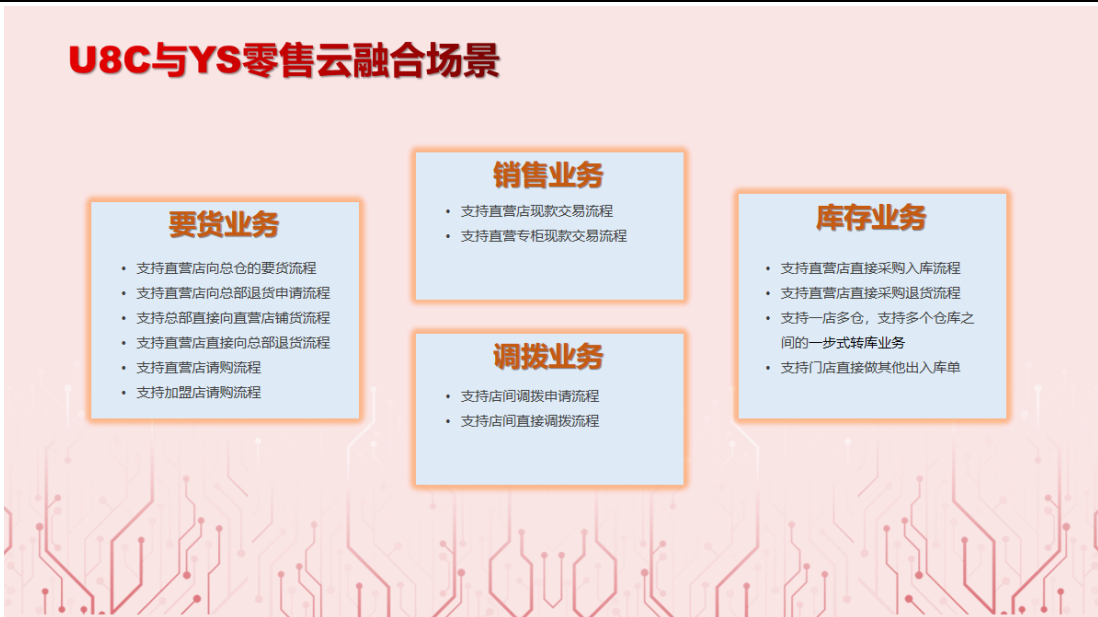 U8C与YS零售云融合场景
要货业务
• 支持直营店向总仓的要货流程
• 支持直营店向总部退货申请流程
• 支持总部直接向直营店铺货流程
• 支持直营店直接向总部退货流程
• 支持直营店请购流程
• 支持加盟店请购流程
销售业务
• 支持直营店现款交易流程
• 支持直营专柜现款交易流程
调拨业务
• 支持店间调拨申请流程
• 支持店间直接调拨流程
库存业务
• 支持直营店直接采购入库流程
• 支持直营店直接采购退货流程
• 支持一店多仓，支持多个仓库之
间的一步式转库业务
• 支持门店直接做其他出入库单